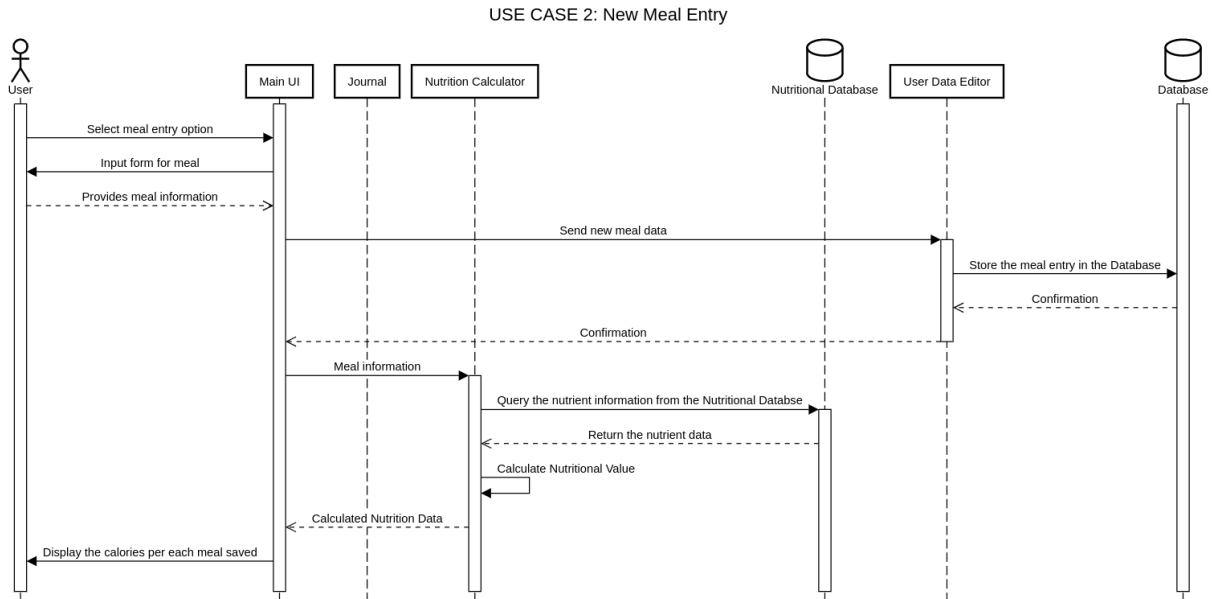 USE CASE 2: New Meal Entry
User
Main UI
Journal
Nutrition Calculator
Nutritional Database
User Data Editor
Database
Select meal entry option
Input form for meal
Provides meal information
Send new meal data
Store the meal entry in the Database
Confirmation
Confirmation
Meal information
Query the nutrient information from the Nutritional Databse
Return the nutrient data
Calculate Nutritional Value
Calculated Nutrition Data
Display the calories per each meal saved